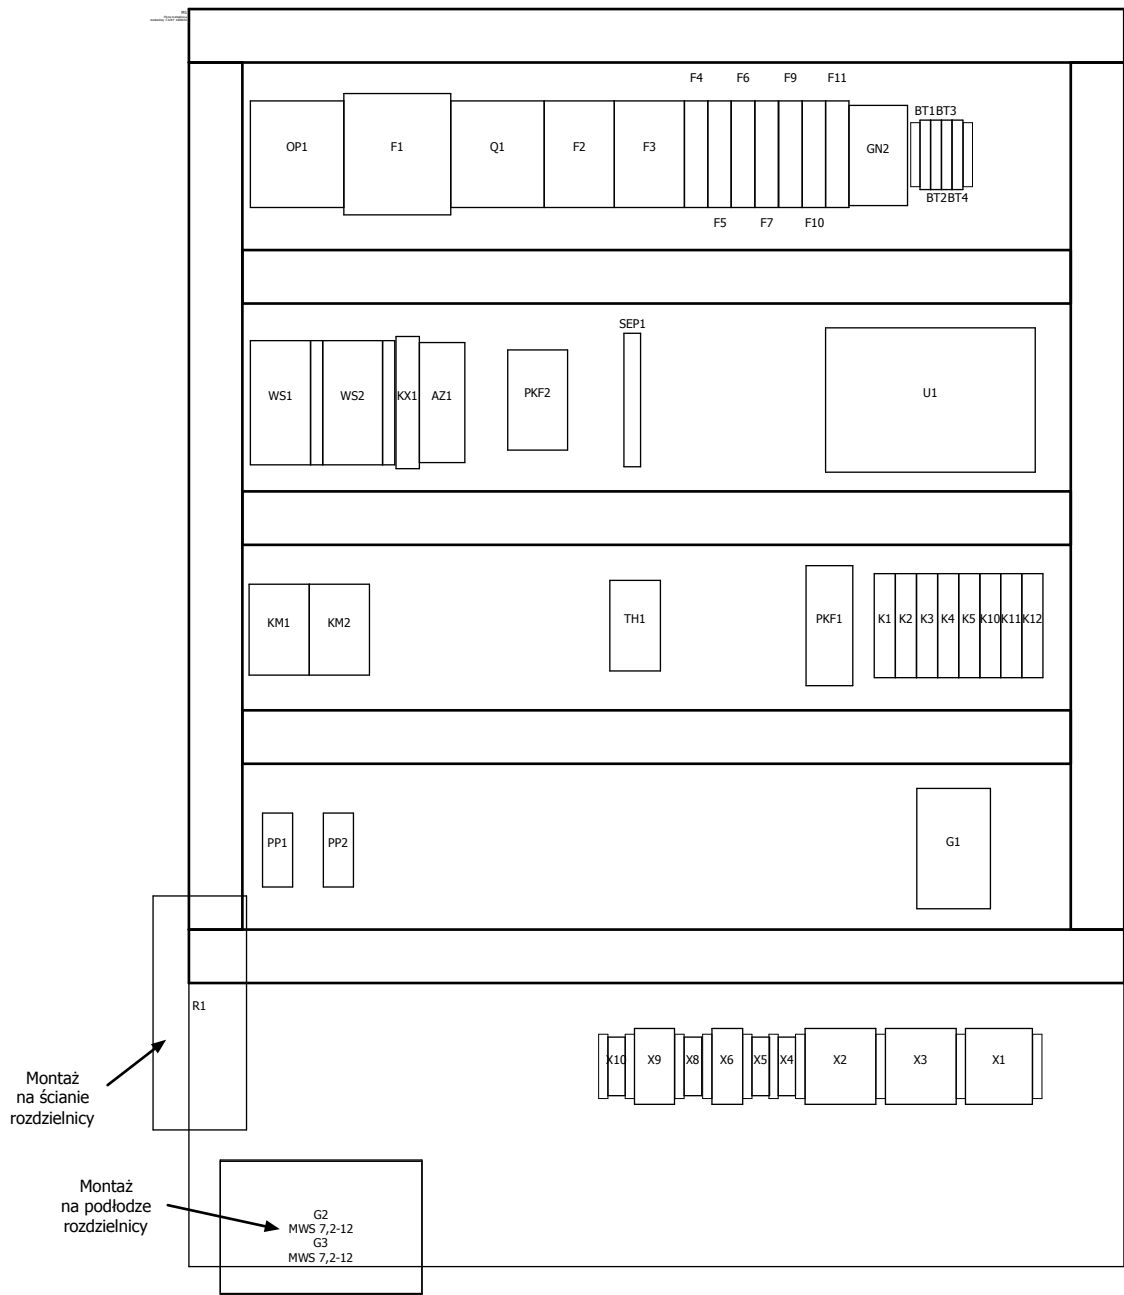 F4 F6 F9 F11
BT1BT3
OP1 F1 Q1 F2 F3 GN2
BT2BT4
F5 F7 F10
SEP1
WS1 WS2 KX1 AZ1 PKF2 U1
KM1 KM2 TH1 PKF1 K1 K2 K3 K4 K5 K10 K11 K12
PP1 PP2 G1
R1
X10 X9 X8 X6 X5 X4 X2 X3 X1
Montaż
na ścianie
rozdzielnicy
Montaż
na podłodze
rozdzielnicy
G2
MWS 7,2-12
G3
MWS 7,2-12